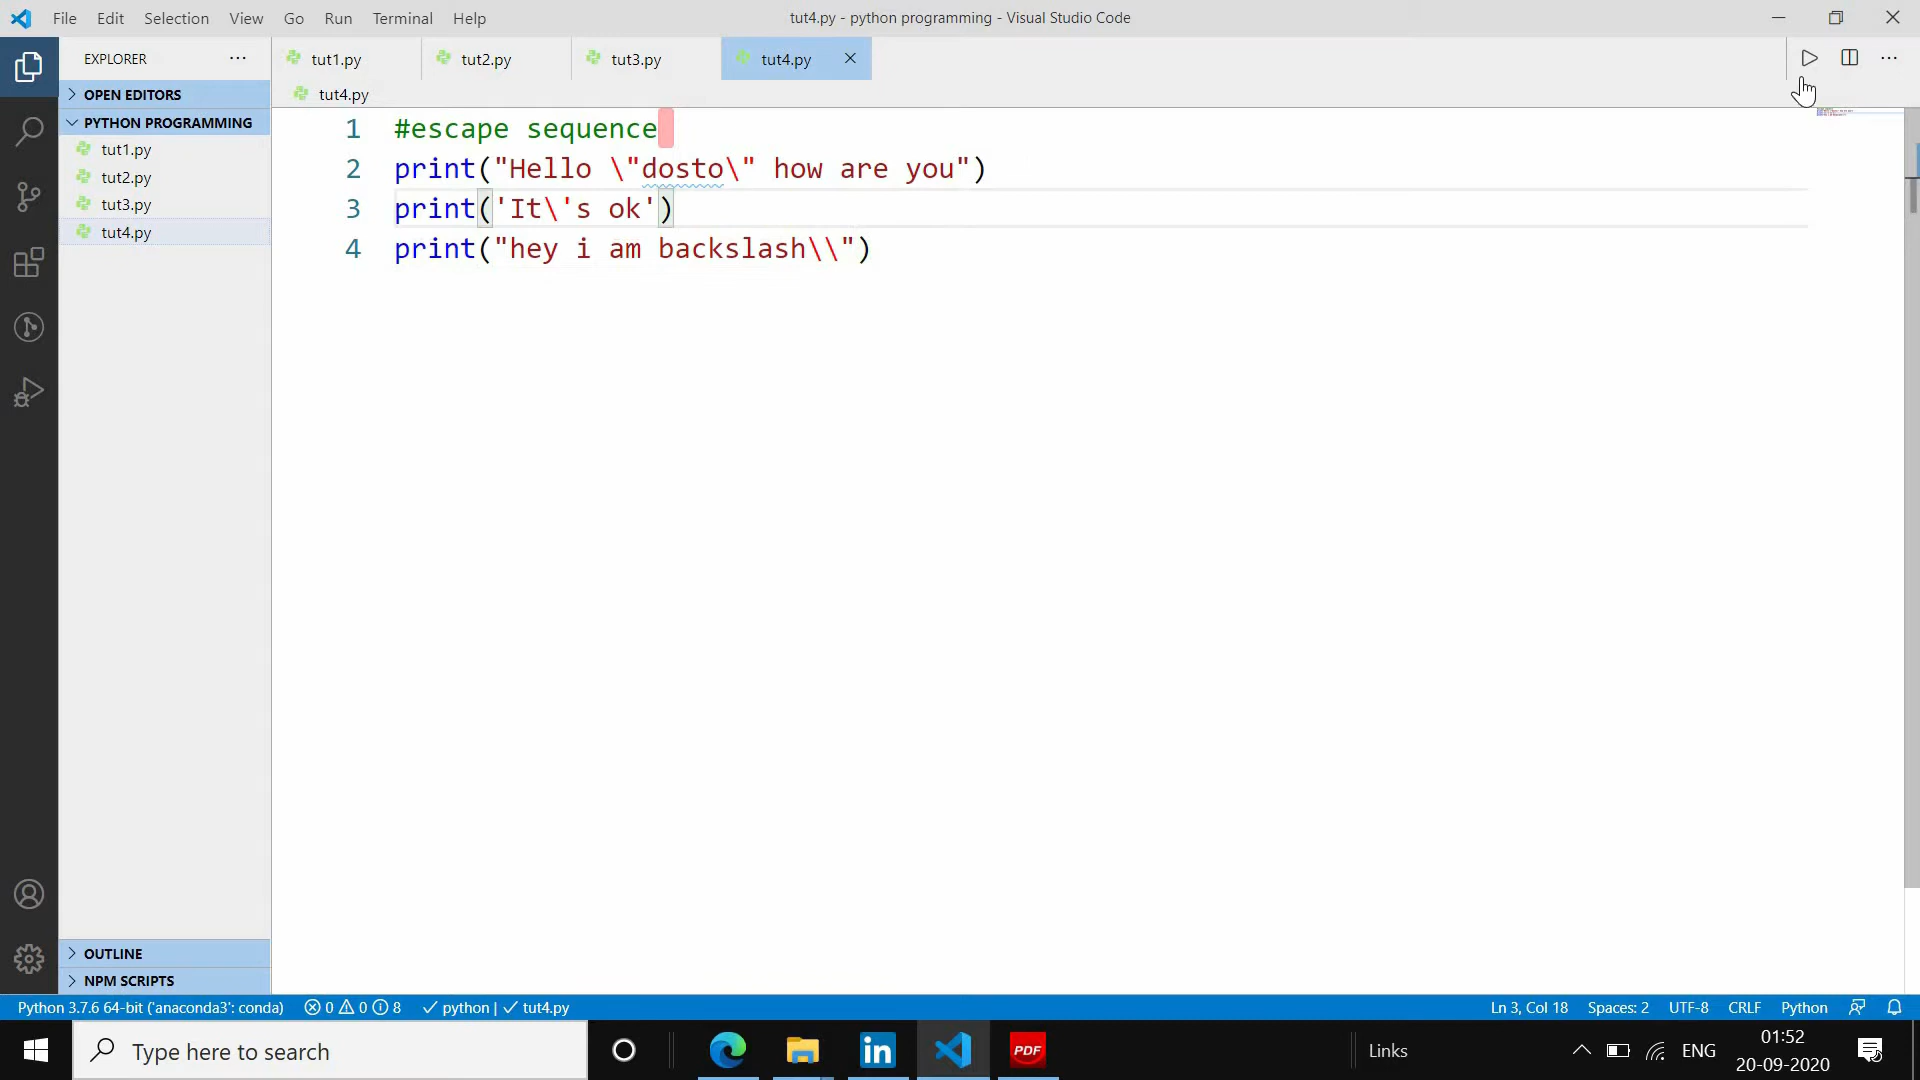 File Edit Selection View Go Run Terminal Help
tut4.py - python programming - Visual Studio Code
EXPLORER
tut1.py tut2.py tut3.py tut4.py
OPEN EDITORS
PYTHON PROGRAMMING
tut1.py
tut2.py
tut3.py
tut4.py
tut4.py
1 #escape sequence
2 print("Hello \"dosto\" how are you")
3 print('It\'s ok')
4 print("hey i am backslash\\")
OUTLINE
NPM SCRIPTS
Python 3.7.6 64-bit ('anaconda3': conda) 0 0 8 python | tut4.py Ln 3, Col 18 Spaces: 2 UTF-8 CRLF Python
Type here to search
in
PDF
Links
ENG
01:52
20-09-2020